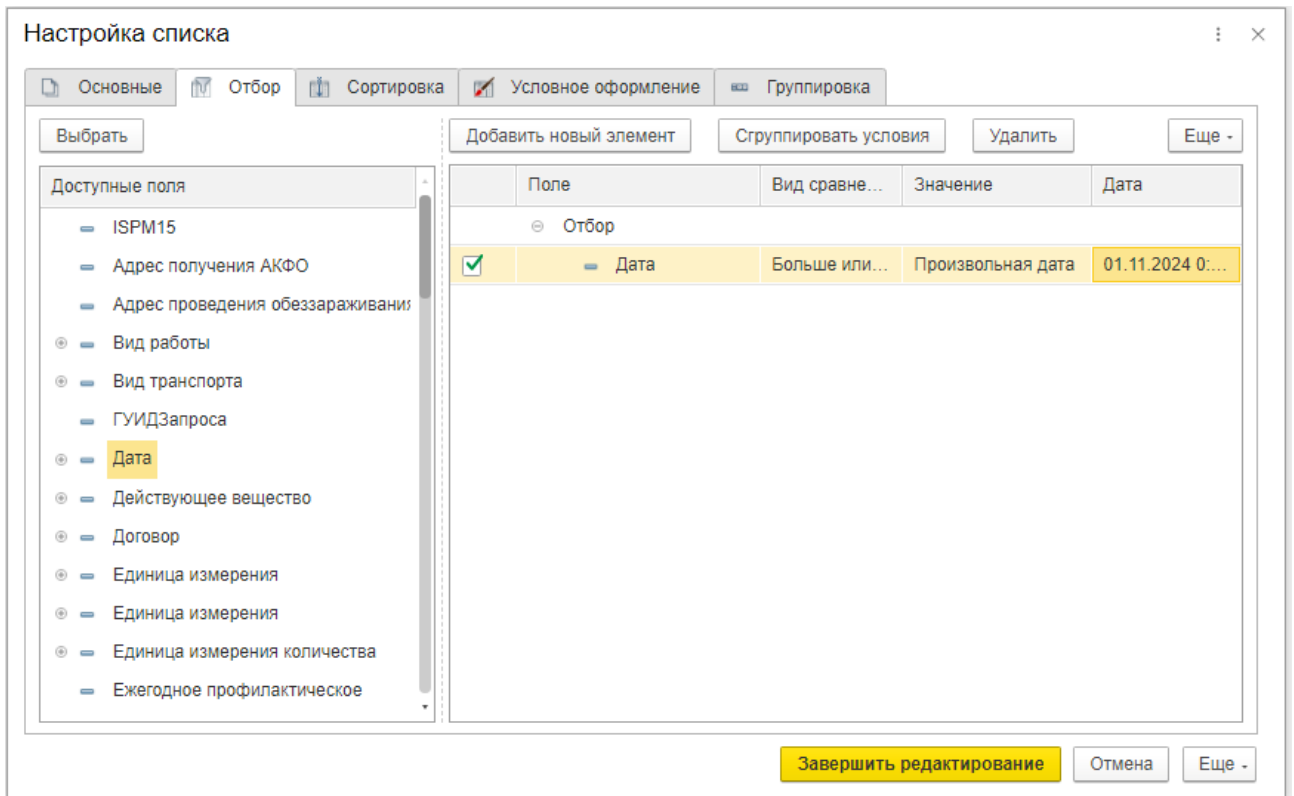 Настройка списка
Основные Отбор Сортировка Условное оформление Группировка
Выбрать Добавить новый элемент Сгруппировать условия Удалить Еще
Доступные поля Поле Вид сравне... Значение Дата
ISPM15 Отбор
Адрес получения АКФО Дата Больше или... Произвольная дата 01.11.2024 0:...
Адрес проведения обеззараживания
Вид работы
Вид транспорта
ГУИДЗапроса
Дата
Действующее вещество
Договор
Единица измерения
Единица измерения
Единица измерения количества
Ежегодное профилактическое
Завершить редактирование Отмена Еще